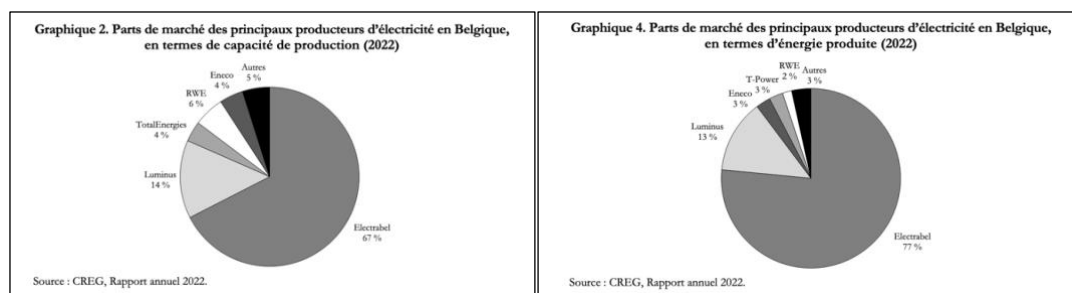 Graphique 2. Parts de marché des principaux producteurs d'électricité en Belgique,
en termes de capacité de production (2022)
Autres
5 %
Eneco
4 %
RWE
6 %
TotalEnergies
4 %
Luminus
14 %
Electrabel
67 %
Source : CREG, Rapport annuel 2022.
Graphique 4. Parts de marché des principaux producteurs d'électricité en Belgique,
en termes d'énergie produite (2022)
RWE
2 %
Autres
3 %
T-Power
3 %
Eneco
3 %
Luminus
13 %
Electrabel
77 %
Source : CREG, Rapport annuel 2022.